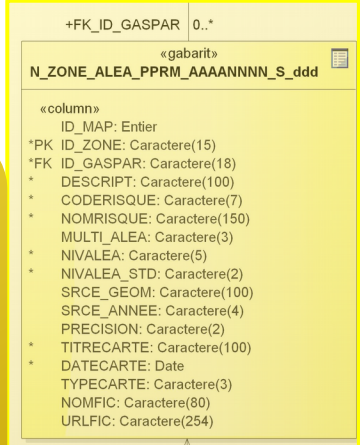 +FK_ID_GASPAR 0..*
«gabarit»
N_ZONE_ALEA_PPRM_AAAANNNN_S_ddd
«column»
ID_MAP: Entier
*PK ID_ZONE: Caractere(15)
*FK ID_GASPAR: Caractere(18)
* DESCRIPT: Caractere(100)
* CODERISQUE: Caractere(7)
* NOMRISQUE: Caractere(150)
MULTI_ALEA: Caractere(3)
* NIVALEA: Caractere(5)
* NIVALEA_STD: Caractere(2)
SRCE_GEOM: Caractere(100)
SRCE_ANNEE: Caractere(4)
PRECISION: Caractere(2)
* TITRECARTE: Caractere(100)
* DATECARTE: Date
TYPECARTE: Caractere(3)
NOMFIC: Caractere(80)
URLFIC: Caractere(254)